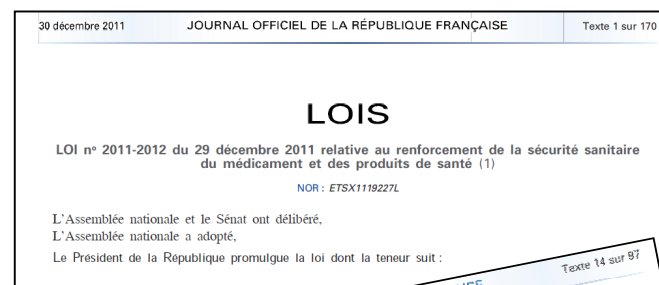 30 décembre 2011 JOURNAL OFFICIEL DE LA RÉPUBLIQUE FRANÇAISE Texte 1 sur 170
LOIS
LOI nº 2011-2012 du 29 décembre 2011 relative au renforcement de la sécurité sanitaire
du médicament et des produits de santé (1)
NOR : ETSX1119227L
L'Assemblée nationale et le Sénat ont délibéré,
L'Assemblée nationale a adopté,
Le Président de la République promulgue la loi dont la teneur suit :
Texte 14 sur 97